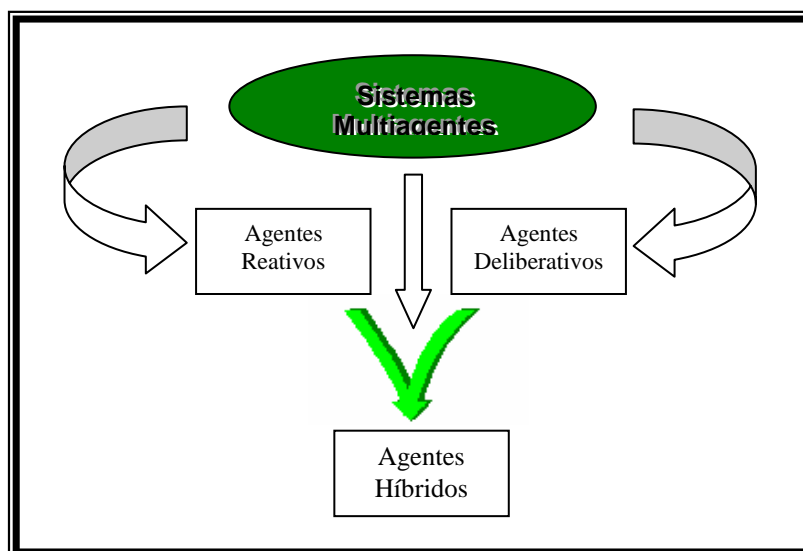 Sistemas
Multiagentes
Agentes
Reativos
Agentes
Deliberativos
Agentes
Híbridos